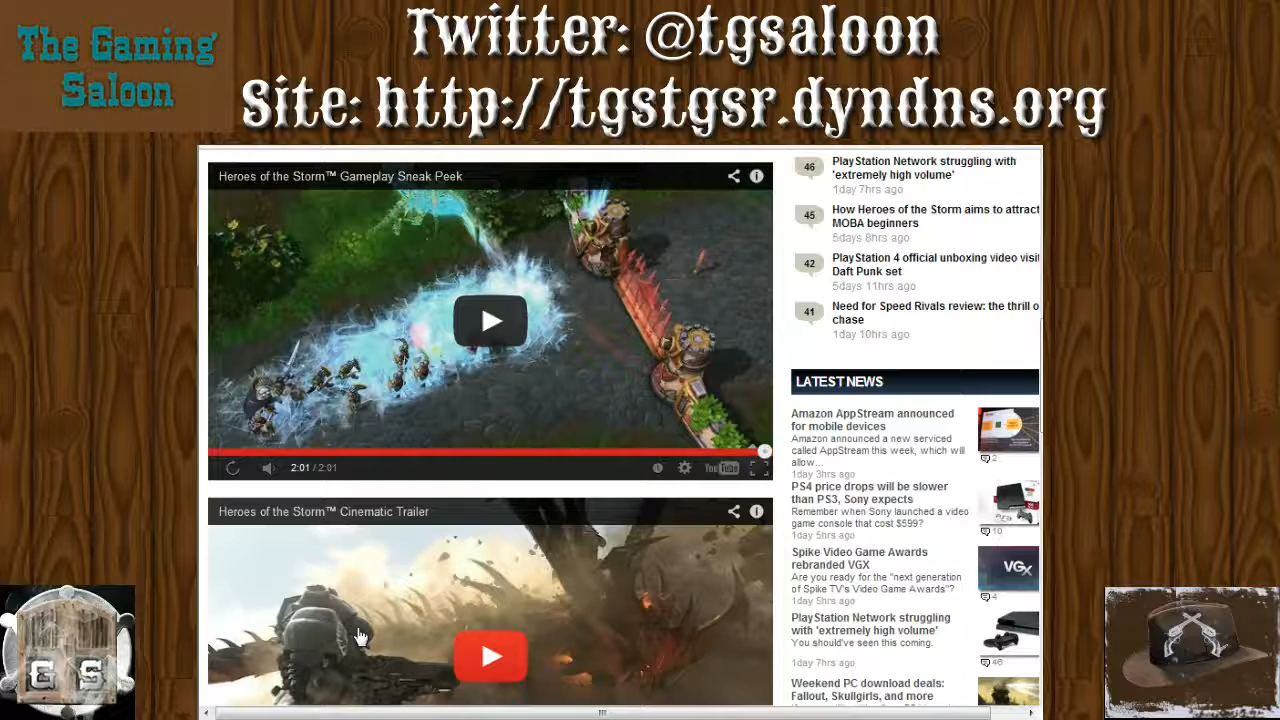 The Gaming
Saloon
Twitter: @tgsaloon
Site: http://tgstgsr.dyndns.org
Heroes of the Storm™ Gameplay Sneak Peek
2:01 / 2:01
YouTube
Heroes of the Storm™ Cinematic Trailer
46
PlayStation Network struggling with
'extremely high volume'
1day 7hrs ago
45
How Heroes of the Storm aims to attract
MOBA beginners
5days 8hrs ago
42
PlayStation 4 official unboxing video visit
Daft Punk set
5days 11hrs ago
41
Need for Speed Rivals review: the thrill o
chase
1day 10hrs ago
LATEST NEWS
Amazon AppStream announced
for mobile devices
Amazon announced a new serviced
called AppStream this week, which will
allow...
1day 3hrs ago
2
PS4 price drops will be slower
than PS3, Sony expects
Remember when Sony launched a video
game console that cost $599?
1day 5hrs ago
10
Spike Video Game Awards
rebranded VGX
Are you ready for the "next generation
of Spike TV's Video Game Awards"?
1day 5hrs ago
VGX
4
PlayStation Network struggling
with 'extremely high volume'
You should've seen this coming.
1day 7hrs ago
46
Weekend PC download deals:
Fallout, Skullgirls, and more
G S